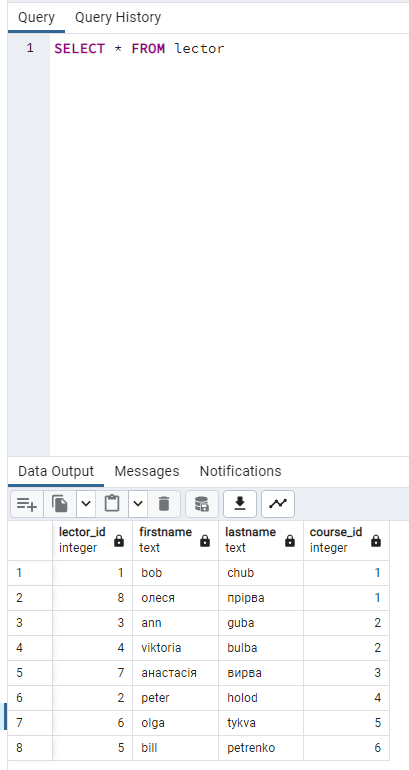 Query Query History
1 SELECT * FROM lector
Data Output Messages Notifications
lector_id firstname lastname course_id
integer text text integer
1 1 bob chub 1
2 8 олеся прірва 1
3 3 ann guba 2
4 4 viktoria bulba 2
5 7 анастасія вирва 3
6 2 peter holod 4
7 6 olga tykva 5
8 5 bill petrenko 6